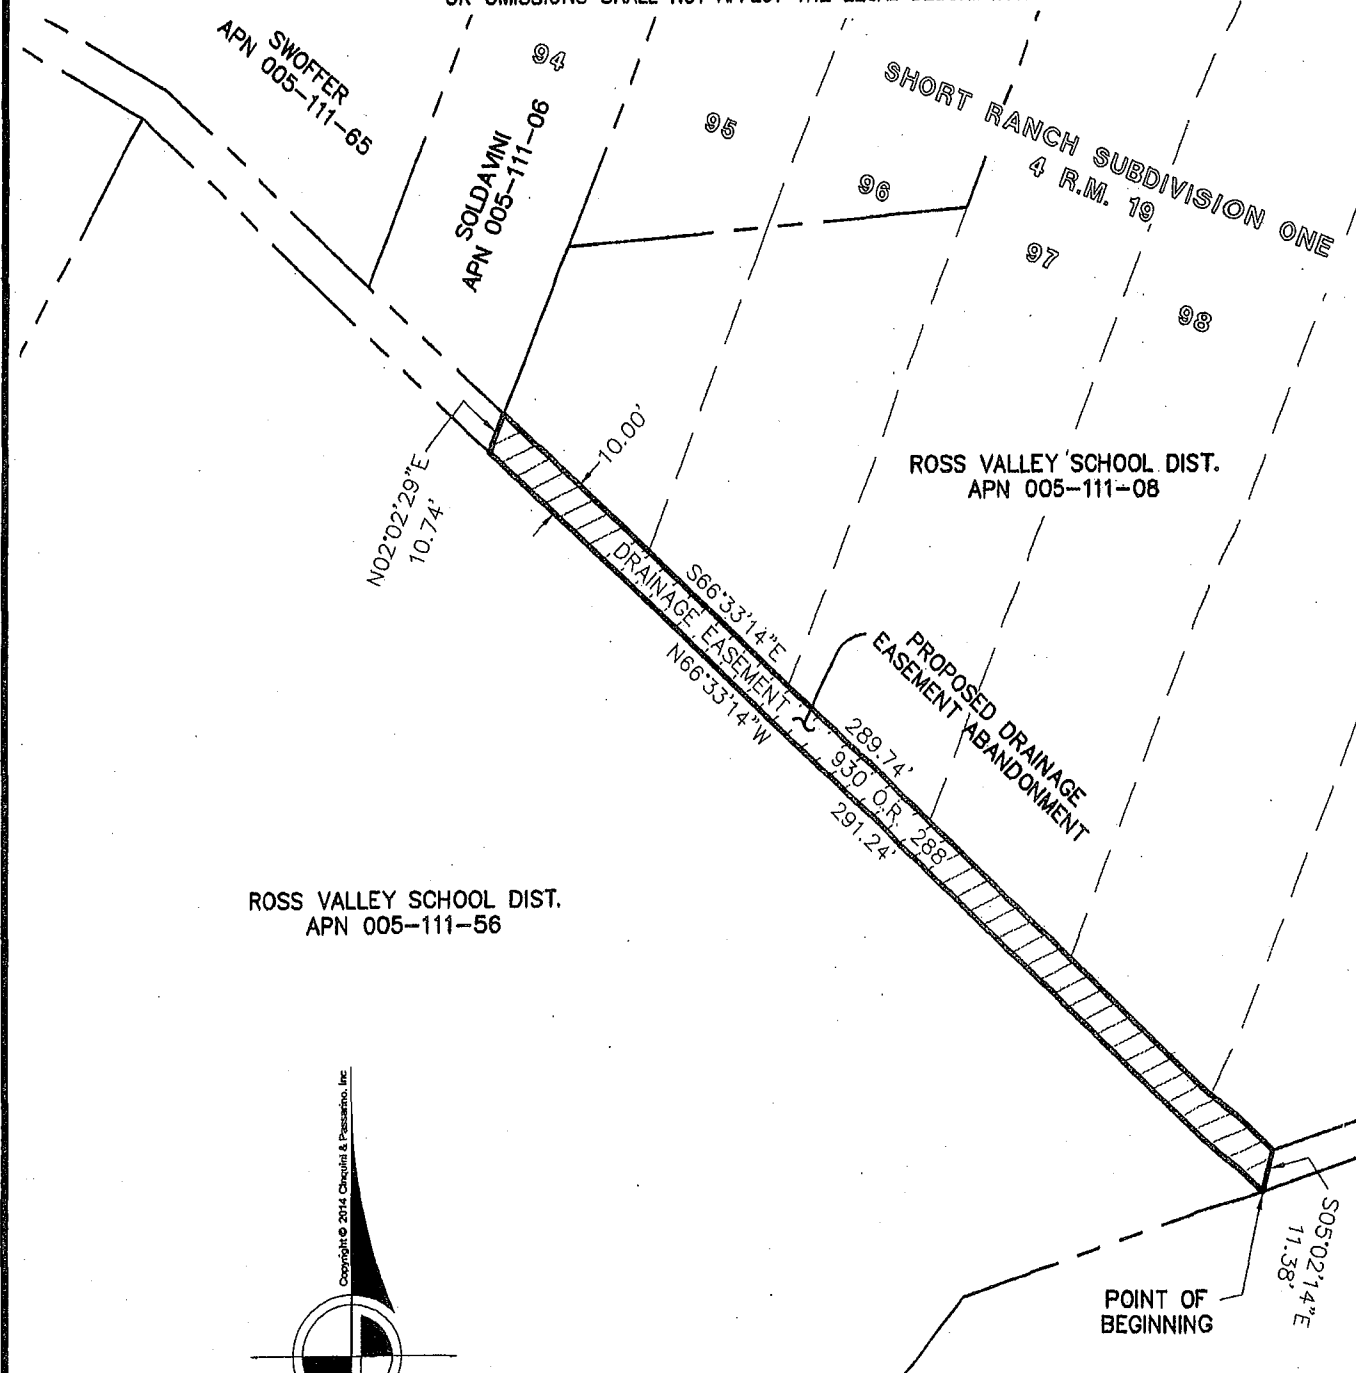 SWOFFER
APN 005-111-65
94
SOLDAVINI
APN 005-111-06
95
96
SHORT RANCH SUBDIVISION ONE
4 R.M. 19
97
98
10.00'
ROSS VALLEY SCHOOL DIST.
APN 005-111-08
N02°02'29"E
10.74'
DRAINAGE EASEMENT
930 O.R. 288
S66°33'14"E
289.74'
N66°33'14"W
291.24'
PROPOSED DRAINAGE
EASEMENT ABANDONMENT
ROSS VALLEY SCHOOL DIST.
APN 005-111-56
Copyright © 2014 Cinquini & Passarino, Inc
S05°02'14"E
11.38'
POINT OF
BEGINNING